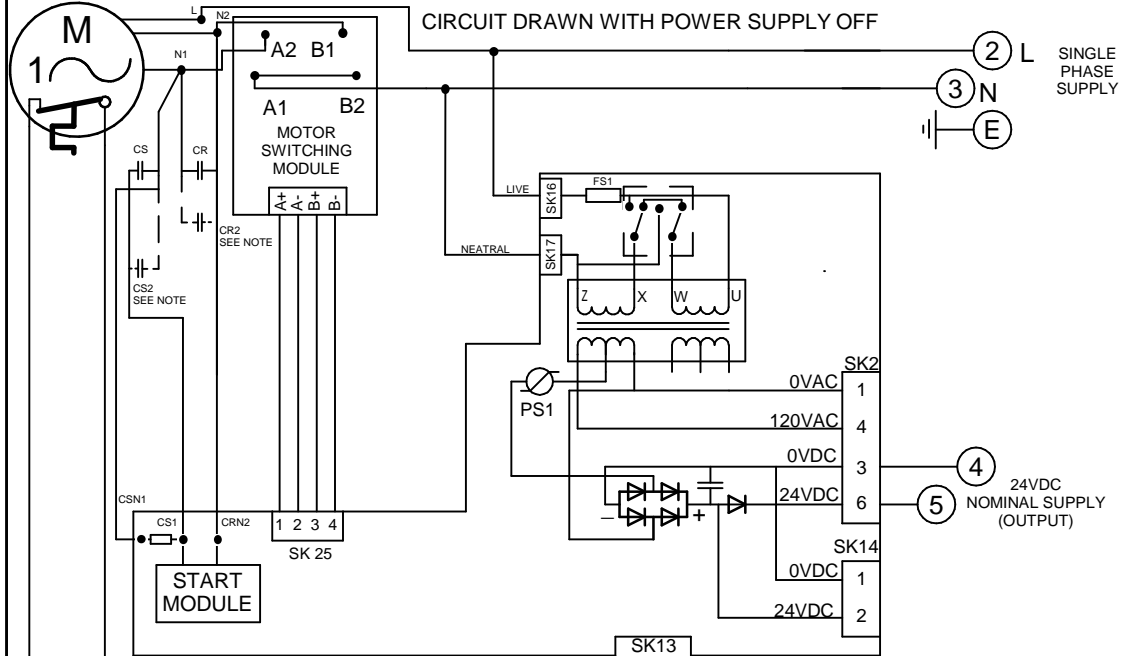 CIRCUIT DRAWN WITH POWER SUPPLY OFF
L
N2
M
1
N1
A2 B1
A1 B2
MOTOR
SWITCHING
MODULE
A+ A- B+ B-
2 L
SINGLE
PHASE
SUPPLY
3 N
E
CS
CR
CR2
SEE NOTE
CS2
SEE NOTE
LIVE
SK16
FS1
NEATRAL
SK17
Z X W U
PS1
SK2
0VAC 1
120VAC 4
0VDC 3
24VDC 6
4
5
24VDC
NOMINAL SUPPLY
(OUTPUT)
SK14
0VDC 1
24VDC 2
CSN1
CS1
CRN2
1 2 3 4
SK 25
START
MODULE
SK13